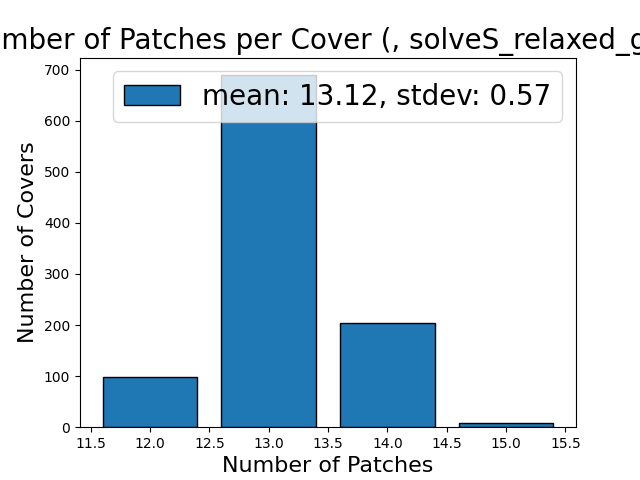 mber of Patches per Cover (, solveS_relaxed_g
mean: 13.12, stdev: 0.57
700
600
500
400
300
200
100
0
Number of Covers
11.5 12.0 12.5 13.0 13.5 14.0 14.5 15.0 15.5
Number of Patches